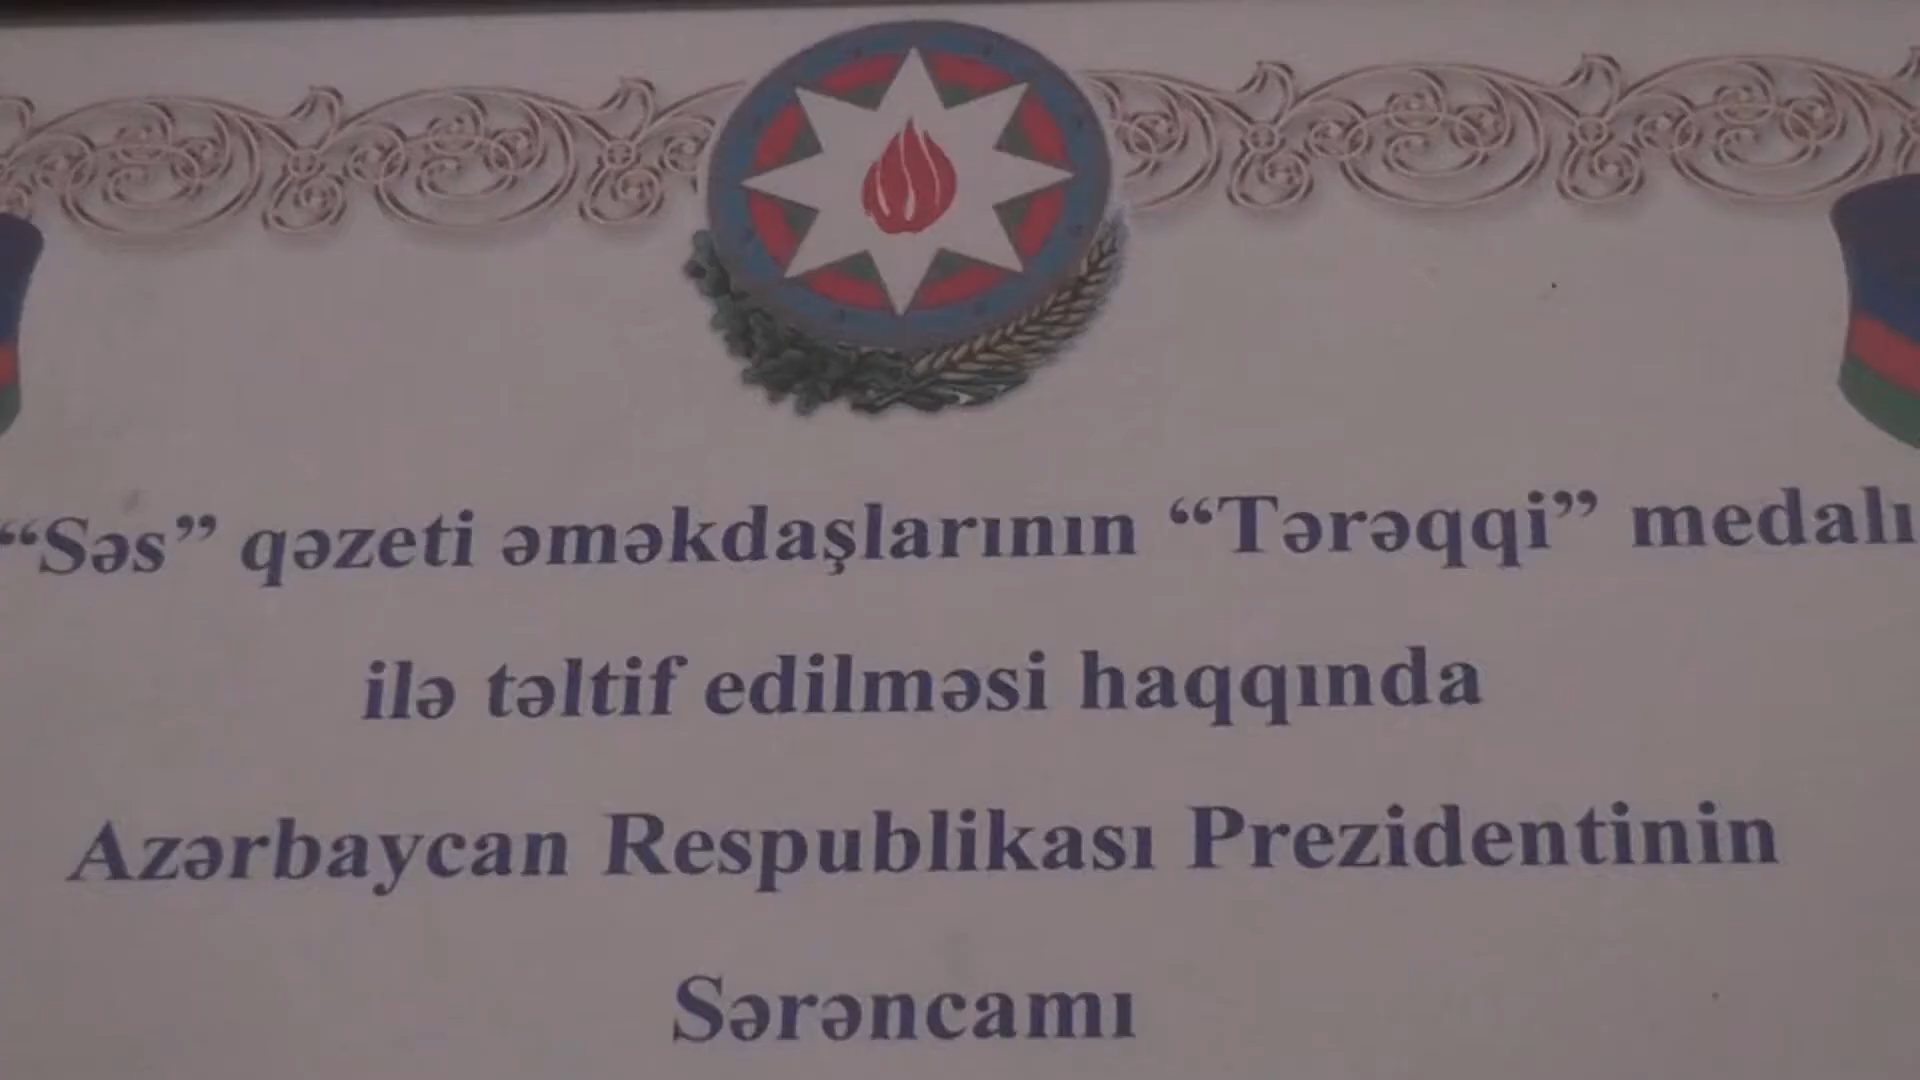 “Səs” qəzeti əməkdaşlarının “Tərəqqi” medalı
ilə təltif edilməsi haqqında
Azərbaycan Respublikası Prezidentinin
Sərəncamı